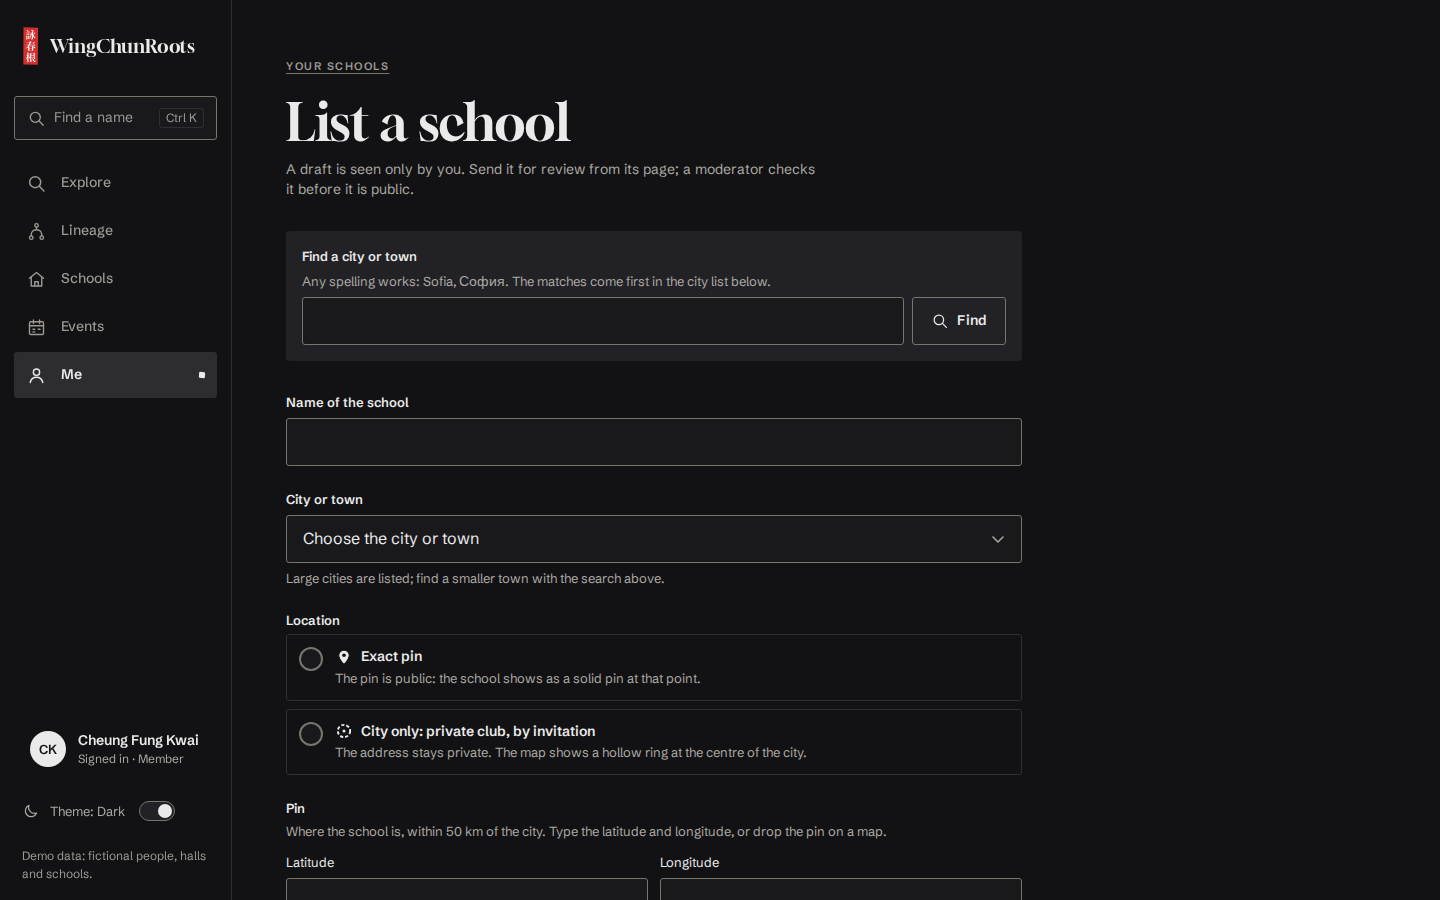 詠春根
WingChunRoots
Find a name
Ctrl K
Explore
Lineage
Schools
Events
Me
CK
Cheung Fung Kwai
Signed in · Member
Theme: Dark
Demo data: fictional people, halls
and schools.
YOUR SCHOOLS
List a school
A draft is seen only by you. Send it for review from its page; a moderator checks
it before it is public.
Find a city or town
Any spelling works: Sofia, София. The matches come first in the city list below.
Find
Name of the school
City or town
Choose the city or town
Large cities are listed; find a smaller town with the search above.
Location
Exact pin
The pin is public: the school shows as a solid pin at that point.
City only: private club, by invitation
The address stays private. The map shows a hollow ring at the centre of the city.
Pin
Where the school is, within 50 km of the city. Type the latitude and longitude, or drop the pin on a map.
Latitude
Longitude